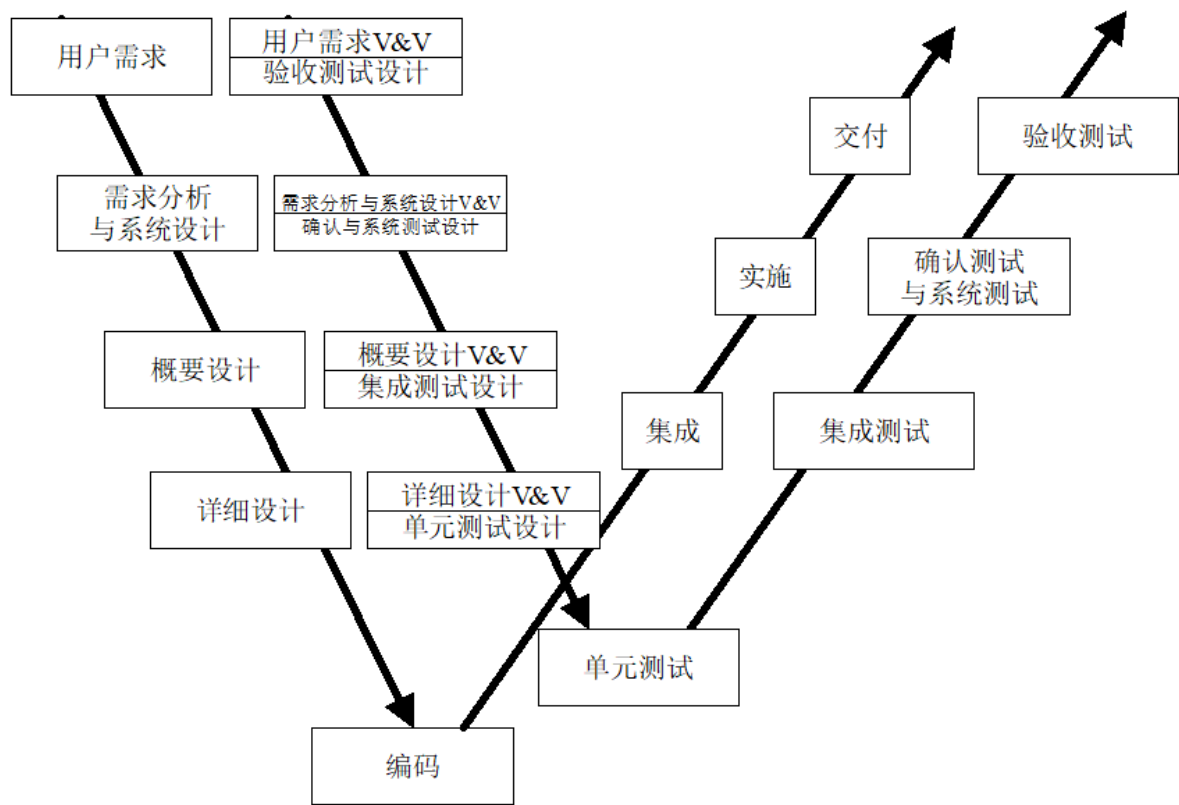 用户需求
用户需求V&V
验收测试设计
交付
验收测试
需求分析
与系统设计
需求分析与系统设计V&V
确认与系统测试设计
实施
确认测试
与系统测试
概要设计
概要设计V&V
集成测试设计
集成
集成测试
详细设计
详细设计V&V
单元测试设计
单元测试
编码